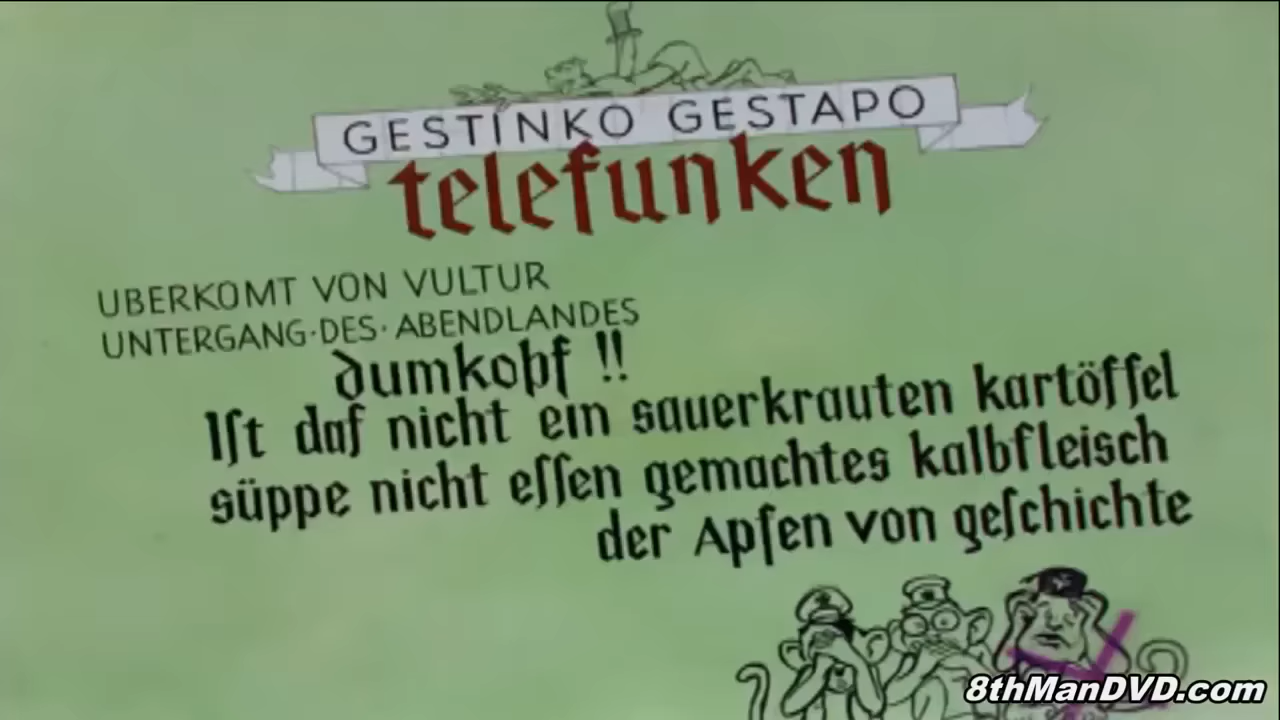 GESTINKO GESTAPO
telefunken
UBERKOMT VON VULTUR
UNTERGANG·DES·ABENDLANDES
dumkopf !!
Iſt daſ nicht ein sauerkrauten kartöffel
süppe nicht eſſen gemachtes kalbfleisch
der Apſen von geſchichte
8thManDVD.com